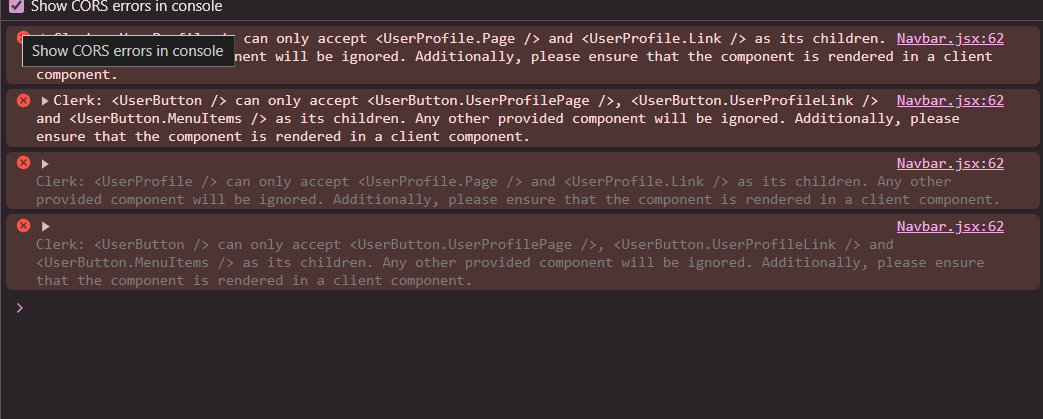 Show CORS errors in console
can only accept <UserProfile.Page /> and <UserProfile.Link /> as its children. Navbar.jsx:62
Show CORS errors in console
nent will be ignored. Additionally, please ensure that the component is rendered in a client
component.
Clerk: <UserButton /> can only accept <UserButton.UserProfilePage />, <UserButton.UserProfileLink /> Navbar.jsx:62
and <UserButton.MenuItems /> as its children. Any other provided component will be ignored. Additionally, please
ensure that the component is rendered in a client component.
Navbar.jsx:62
Clerk: <UserProfile /> can only accept <UserProfile.Page /> and <UserProfile.Link /> as its children. Any other
provided component will be ignored. Additionally, please ensure that the component is rendered in a client component.
Navbar.jsx:62
Clerk: <UserButton /> can only accept <UserButton.UserProfilePage />, <UserButton.UserProfileLink /> and
<UserButton.MenuItems /> as its children. Any other provided component will be ignored. Additionally, please ensure
that the component is rendered in a client component.